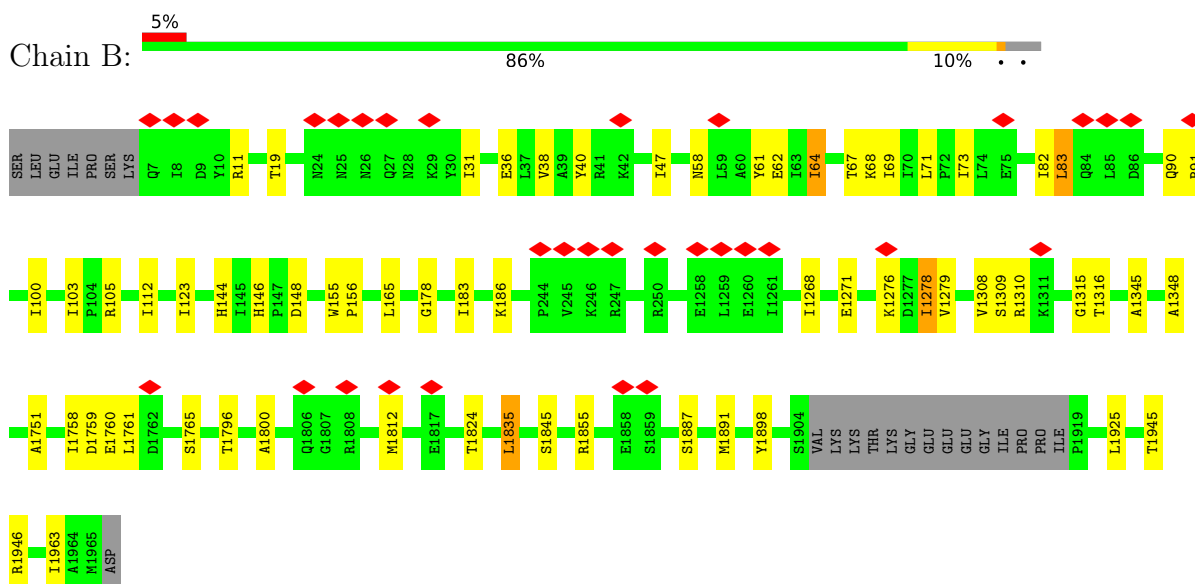 5%
Chain B:
86% 10% • •
SER LEU GLU ILE PRO SER LYS Q7 I8 D9 Y10 R11 T19 N24 N25 N26 Q27 N28 K29 Y30 I31 E36 L37 V38 A39 Y40 R41 K42 I47 N58 L59 A60 Y61 E62 I63 I64 T67 K68 I69 I70 L71 P72 I73 L74 E75 I82 L83 Q84 L85 D86 Q90
I100 I103 P104 R105 I112 I123 H144 I145 H146 P147 D148 W155 P156 L165 G178 I183 K186 P244 V245 K246 R247 R250 E1258 L1259 E1260 I1261 I1268 E1271 K1276 D1277 I1278 V1279 V1308 S1309 R1310 K1311 G1315 T1316 A1345 A1348
A1751 I1758 D1759 E1760 L1761 D1762 S1765 T1796 A1800 Q1806 G1807 R1808 M1812 E1817 T1824 L1835 S1845 R1855 E1858 S1859 S1887 M1891 Y1898 S1904 VAL LYS LYS THR LYS GLY GLU GLU GLU GLY ILE PRO PRO ILE P1919 L1925 T1945
R1946 I1963 A1964 M1965 ASP